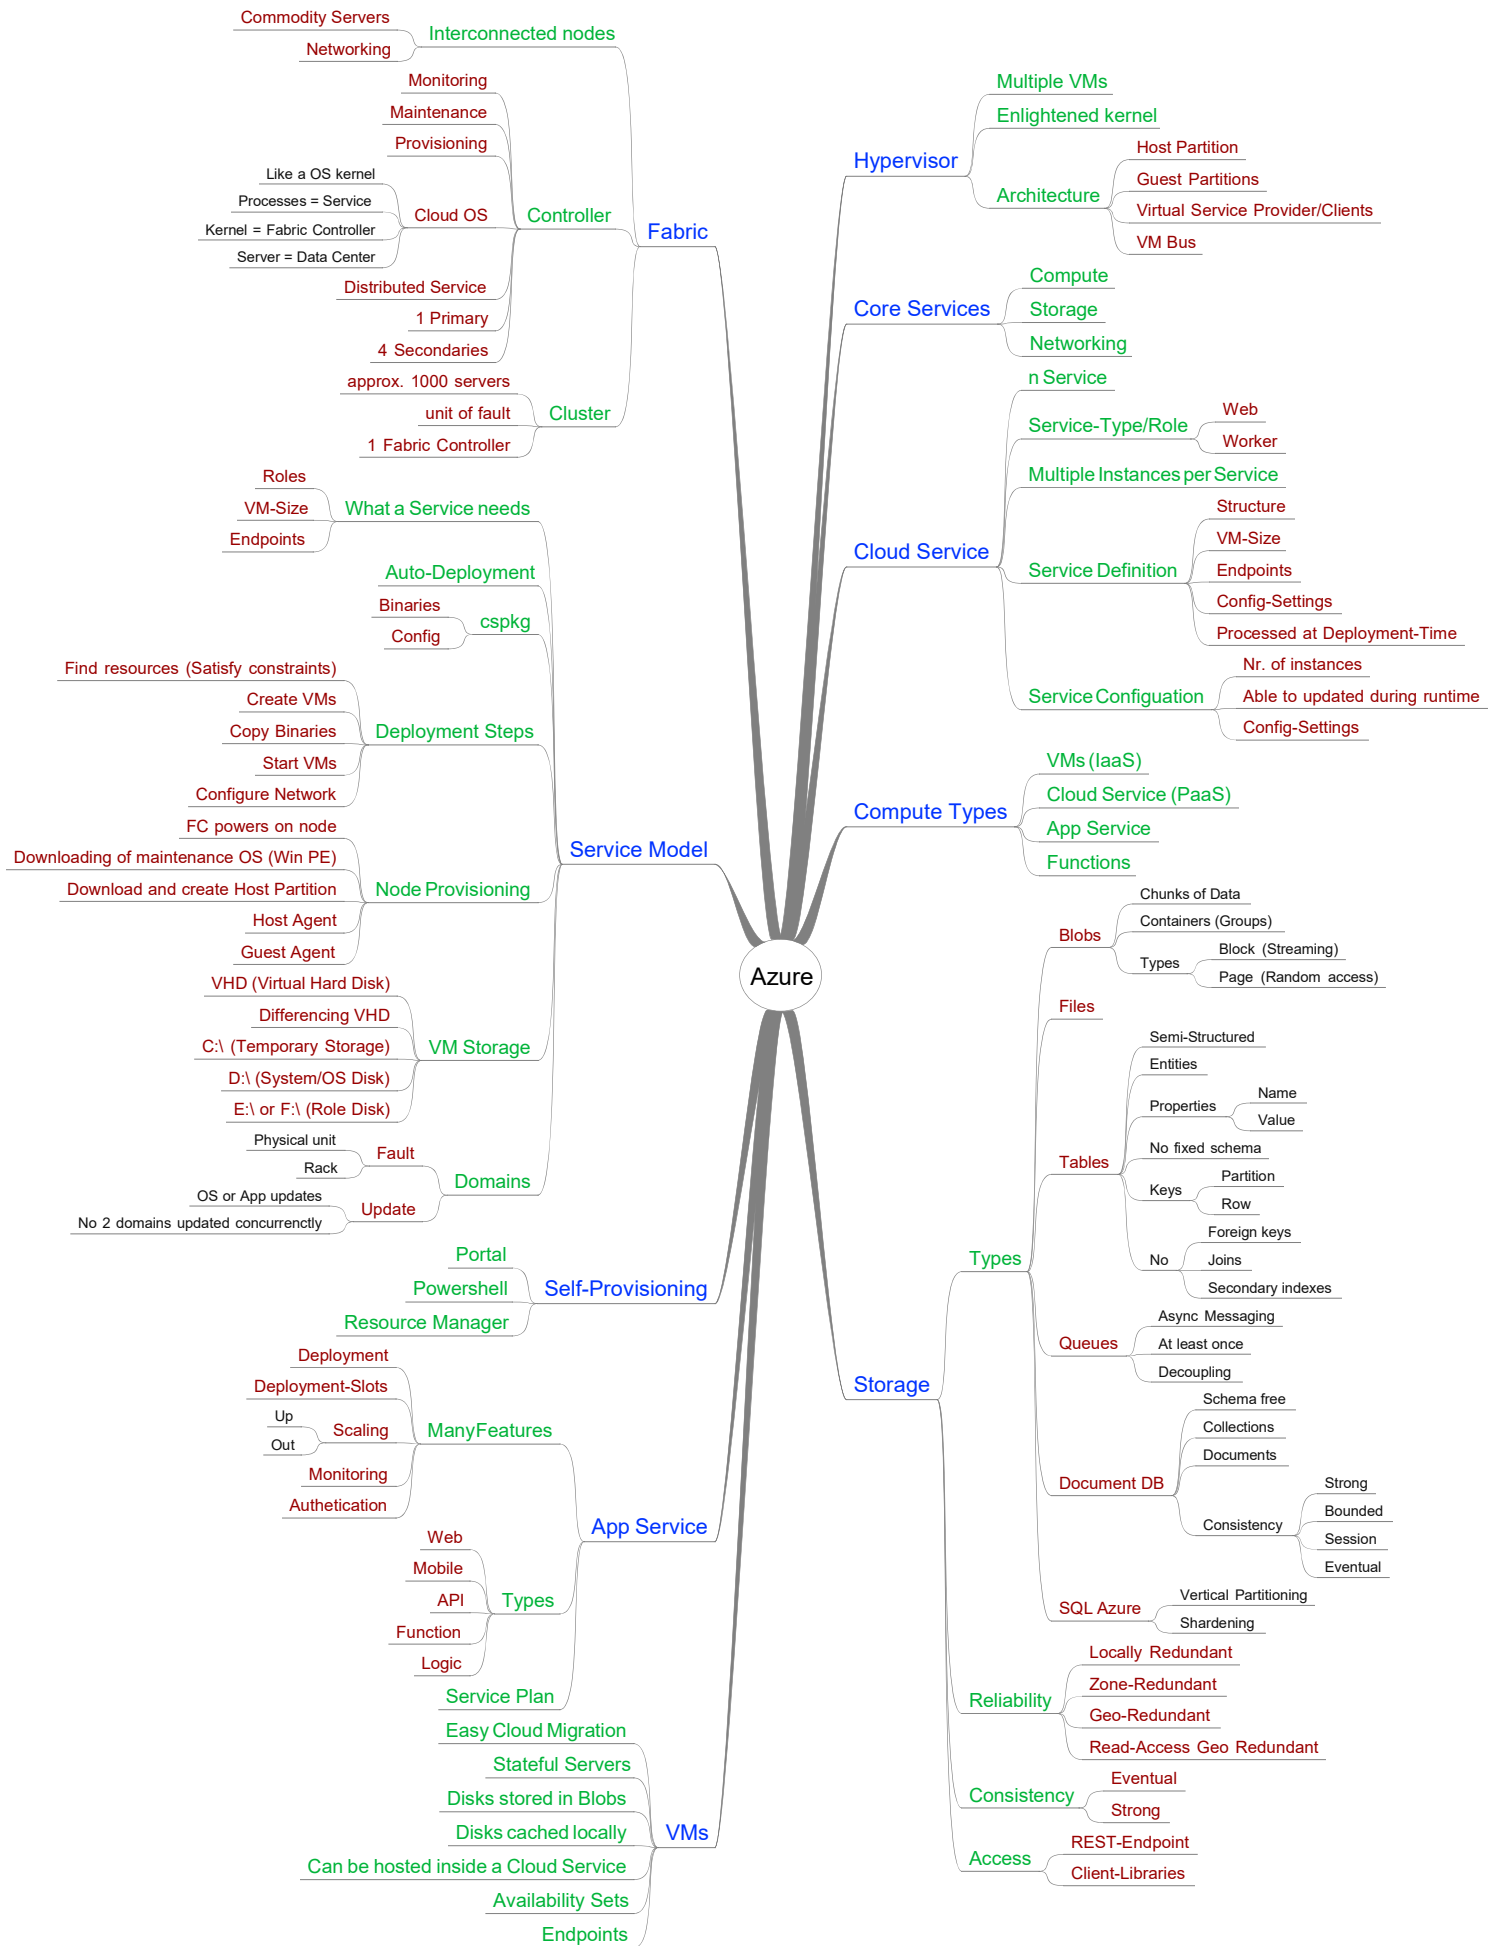 Azure
Fabric
Interconnected nodes
Commodity Servers
Networking
Controller
Monitoring
Maintenance
Provisioning
Cloud OS
Like a OS kernel
Processes = Service
Kernel = Fabric Controller
Server = Data Center
Distributed Service
1 Primary
4 Secondaries
Cluster
approx. 1000 servers
unit of fault
1 Fabric Controller
Service Model
What a Service needs
Roles
VM-Size
Endpoints
Auto-Deployment
cspkg
Binaries
Config
Deployment Steps
Find resources (Satisfy constraints)
Create VMs
Copy Binaries
Start VMs
Configure Network
Node Provisioning
FC powers on node
Downloading of maintenance OS (Win PE)
Download and create Host Partition
Host Agent
Guest Agent
VM Storage
VHD (Virtual Hard Disk)
Differencing VHD
C:\ (Temporary Storage)
D:\ (System/OS Disk)
E:\ or F:\ (Role Disk)
Domains
Fault
Physical unit
Rack
Update
OS or App updates
No 2 domains updated concurrenctly
Self-Provisioning
Portal
Powershell
Resource Manager
App Service
ManyFeatures
Deployment
Deployment-Slots
Scaling
Up
Out
Monitoring
Authetication
Types
Web
Mobile
API
Function
Logic
Service Plan
VMs
Easy Cloud Migration
Stateful Servers
Disks stored in Blobs
Disks cached locally
Can be hosted inside a Cloud Service
Availability Sets
Endpoints
Hypervisor
Multiple VMs
Enlightened kernel
Architecture
Host Partition
Guest Partitions
Virtual Service Provider/Clients
VM Bus
Core Services
Compute
Storage
Networking
Cloud Service
n Service
Service-Type/Role
Web
Worker
Multiple Instances per Service
Service Definition
Structure
VM-Size
Endpoints
Config-Settings
Processed at Deployment-Time
Service Configuation
Nr. of instances
Able to updated during runtime
Config-Settings
Compute Types
VMs (IaaS)
Cloud Service (PaaS)
App Service
Functions
Storage
Types
Blobs
Chunks of Data
Containers (Groups)
Types
Block (Streaming)
Page (Random access)
Files
Tables
Semi-Structured
Entities
Properties
Name
Value
No fixed schema
Keys
Partition
Row
No
Foreign keys
Joins
Secondary indexes
Queues
Async Messaging
At least once
Decoupling
Document DB
Schema free
Collections
Documents
Consistency
Strong
Bounded
Session
Eventual
SQL Azure
Vertical Partitioning
Shardening
Reliability
Locally Redundant
Zone-Redundant
Geo-Redundant
Read-Access Geo Redundant
Consistency
Eventual
Strong
Access
REST-Endpoint
Client-Libraries